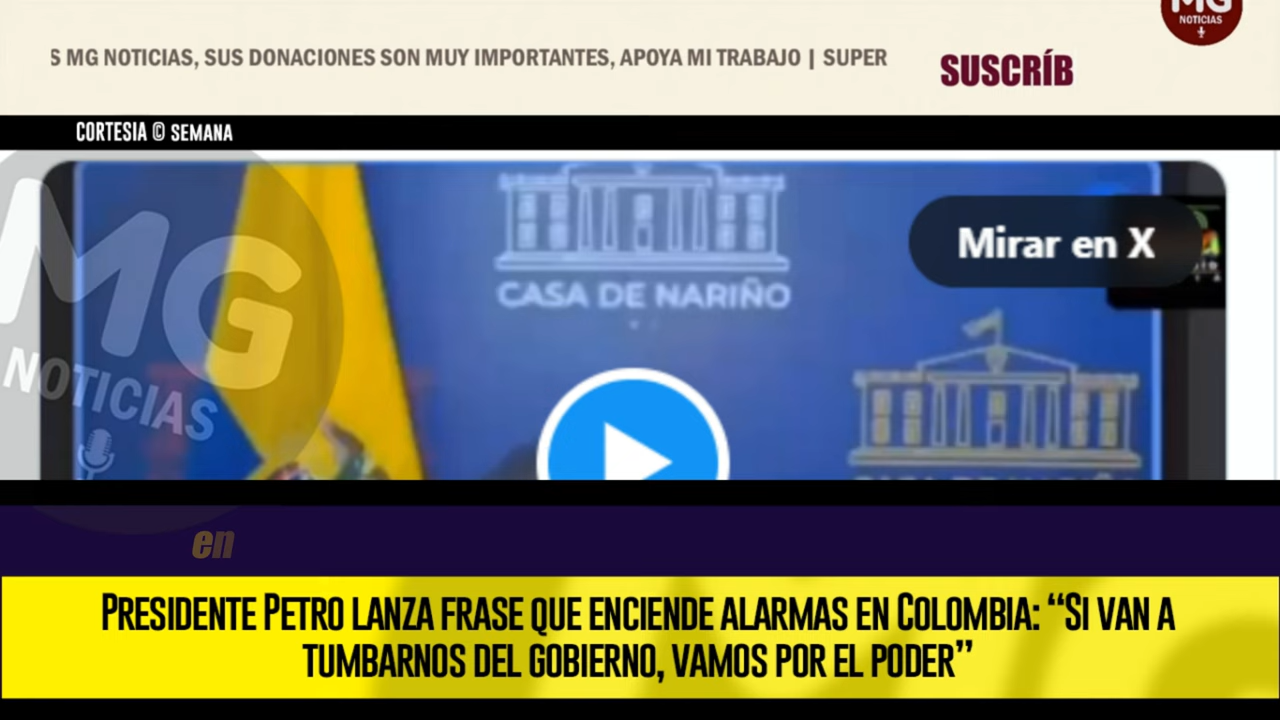 MG
NOTICIAS
S MG NOTICIAS, SUS DONACIONES SON MUY IMPORTANTES, APOYA MI TRABAJO | SUPER
SUSCRÍB
CORTESIA © SEMANA
CASA DE NARIÑO
Mirar en X
MG
NOTICIAS
en
PRESIDENTE PETRO LANZA FRASE QUE ENCIENDE ALARMAS EN COLOMBIA: “SI VAN A
TUMBARNOS DEL GOBIERNO, VAMOS POR EL PODER”